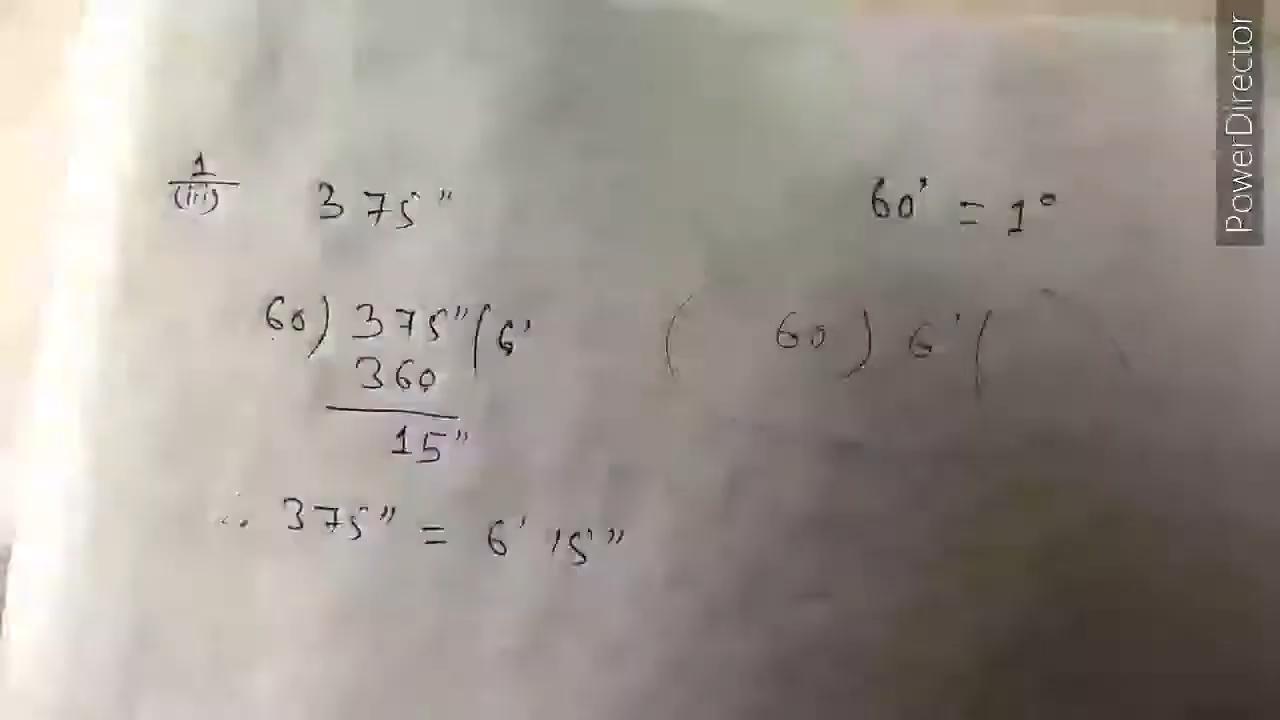 1
(iii) 375" 60' = 1°
60) 375" (6' ( 60) 6' (
360
15"
∴ 375" = 6' 15"
PowerDirector